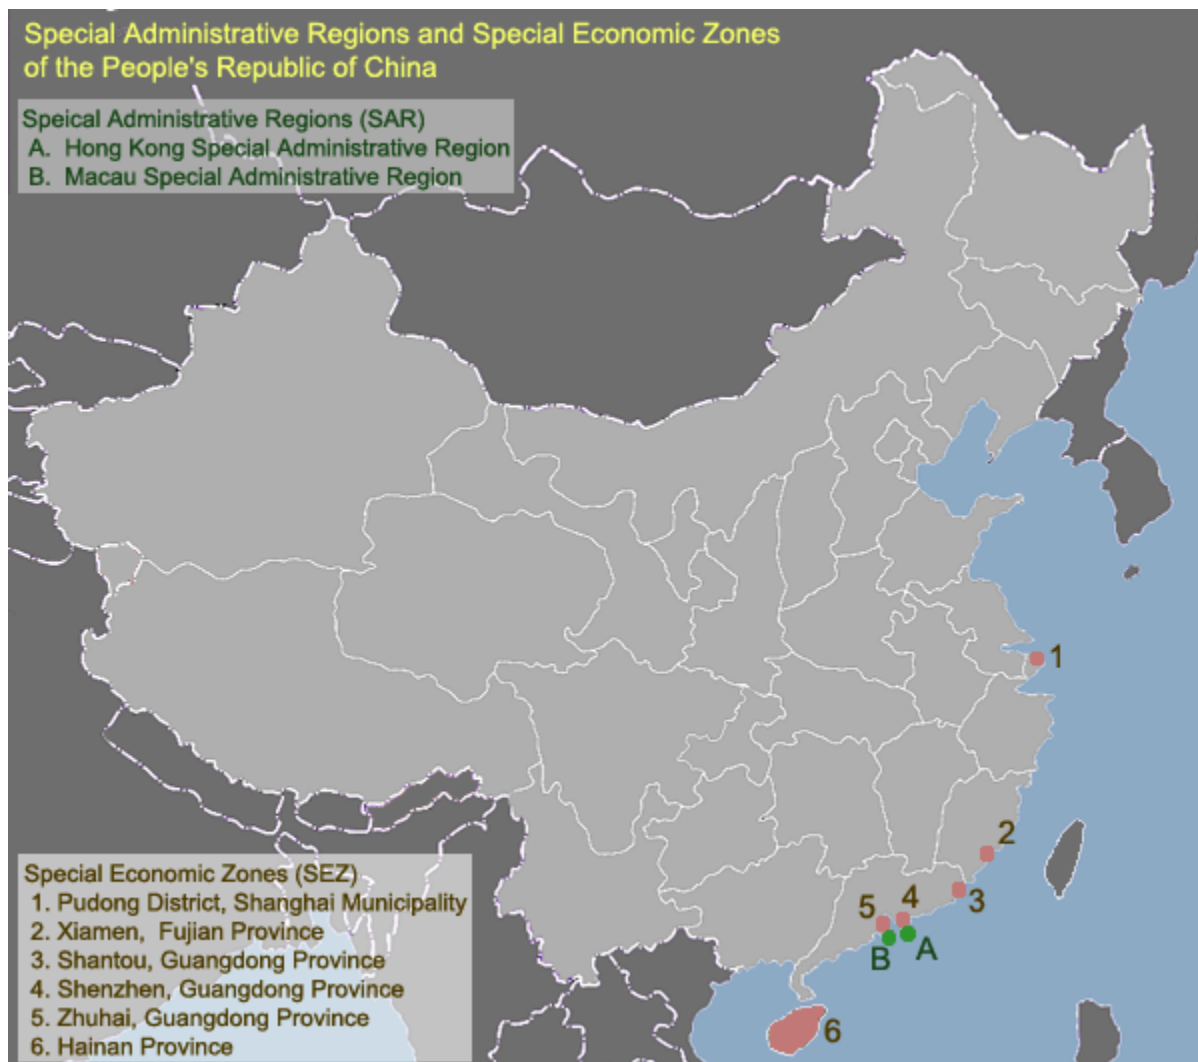 Special Administrative Regions and Special Economic Zones
of the People's Republic of China
Speical Administrative Regions (SAR)
A. Hong Kong Special Administrative Region
B. Macau Special Administrative Region
1
2
3
4
5
A
B
6
Special Economic Zones (SEZ)
1. Pudong District, Shanghai Municipality
2. Xiamen, Fujian Province
3. Shantou, Guangdong Province
4. Shenzhen, Guangdong Province
5. Zhuhai, Guangdong Province
6. Hainan Province